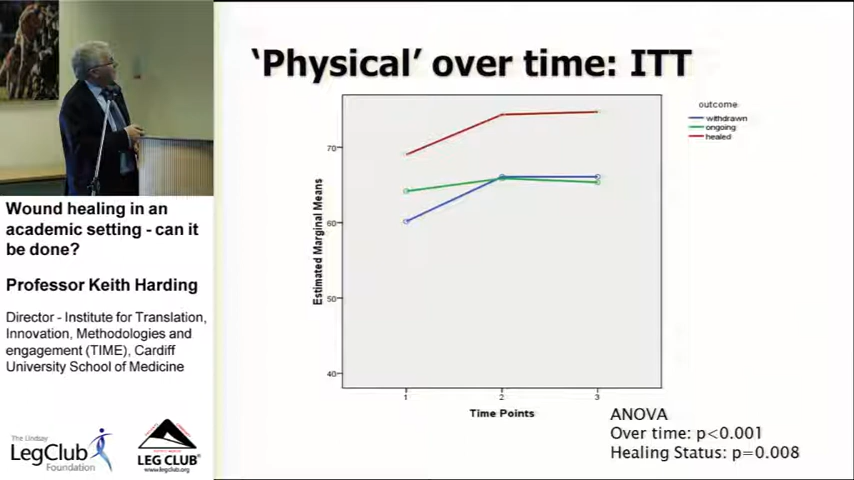 'Physical' over time: ITT
outcome
withdrawn
ongoing
healed
70
60
50
40
Estimated Marginal Means
1 2 3
Time Points
ANOVA
Over time: p<0.001
Healing Status: p=0.008
Wound healing in an
academic setting - can it
be done?
Professor Keith Harding
Director - Institute for Translation,
Innovation, Methodologies and
engagement (TIME), Cardiff
University School of Medicine
The Lindsay
LegClub
Foundation
LEG CLUB®
www.legclub.org